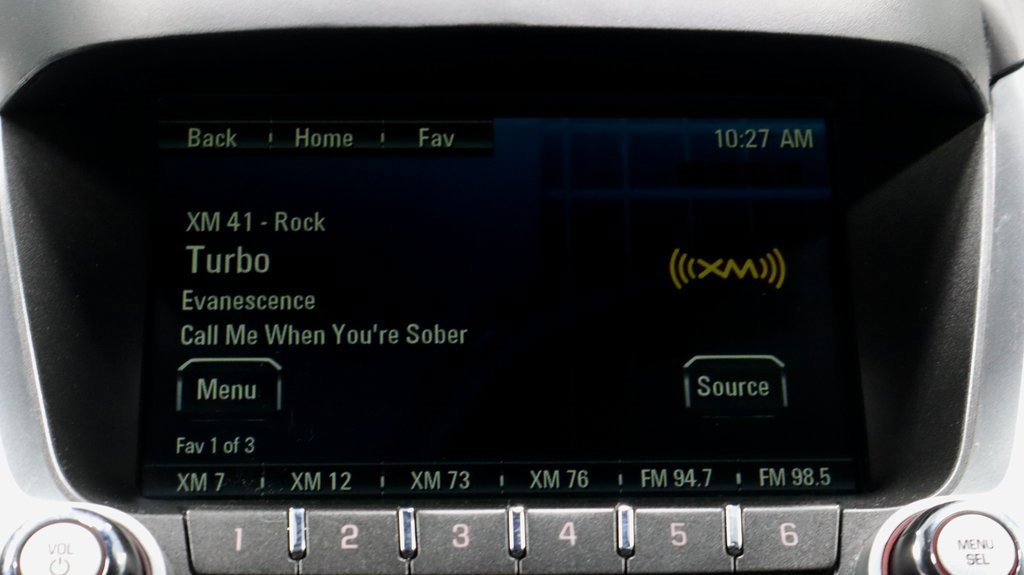 Back Home Fav 10:27 AM
XM 41 - Rock
Turbo
XM
Evanescence
Call Me When You're Sober
Menu Source
Fav 1 of 3
XM 7 XM 12 XM 73 XM 76 FM 94.7 FM 98.5
1 2 3 4 5 6
VOL
MENU
SEL